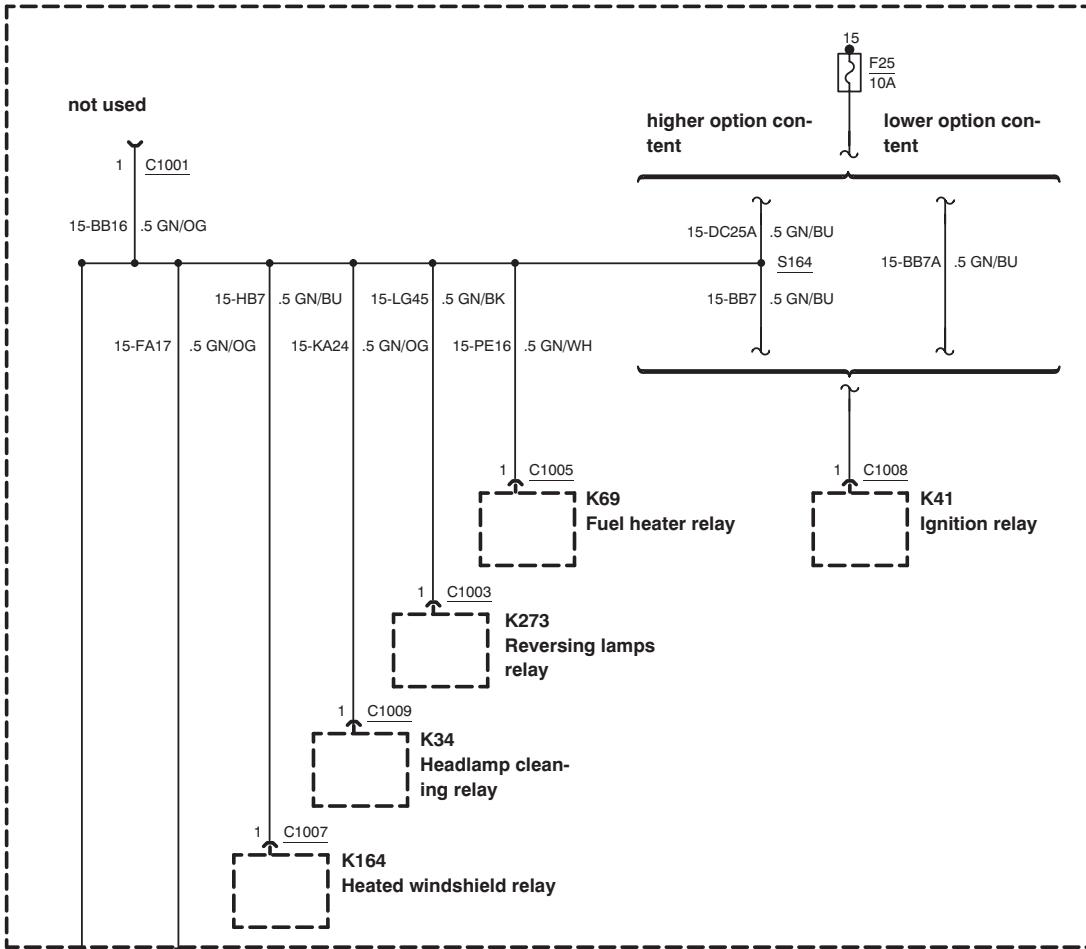 15
F25
10A
not used
higher option con-
tent
lower option con-
tent
1 C1001
15-BB16 .5 GN/OG
15-DC25A .5 GN/BU
S164
15-BB7A .5 GN/BU
15-HB7 .5 GN/BU
15-LG45 .5 GN/BK
15-BB7 .5 GN/BU
15-FA17 .5 GN/OG
15-KA24 .5 GN/OG
15-PE16 .5 GN/WH
1 C1005
K69
Fuel heater relay
1 C1008
K41
Ignition relay
1 C1003
K273
Reversing lamps
relay
1 C1009
K34
Headlamp clean-
ing relay
1 C1007
K164
Heated windshield relay